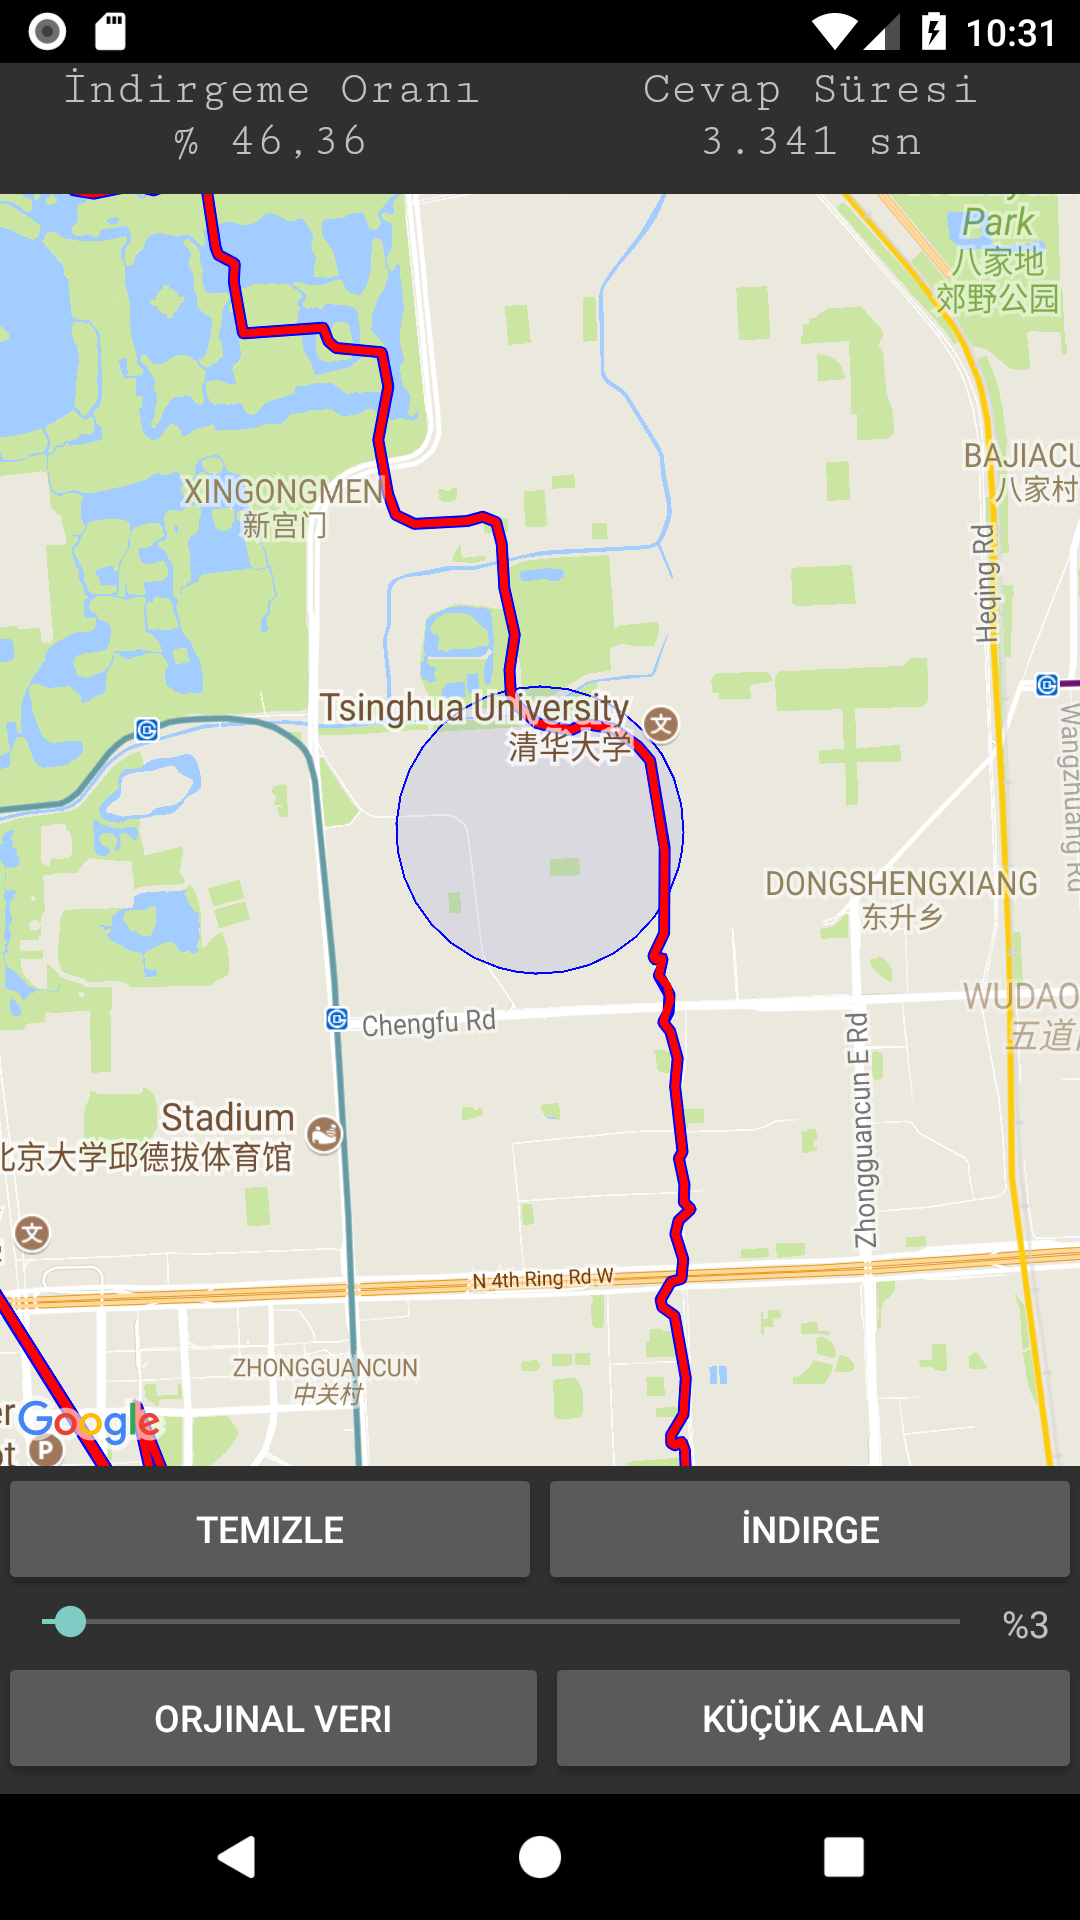 10:31
İndirgeme Oranı
% 46,36
Cevap Süresi
3.341 sn
Park
八家地
郊野公园
XINGONGMEN
新宫门
BAJIACU
八家村
Heqing Rd
Tsinghua University
清华大学
Wangzhuang Rd
DONGSHENGXIANG
东升乡
WUDAO
五道
Chengfu Rd
Zhongguancun E Rd
Stadium
北京大学邱德拔体育馆
N 4th Ring Rd W
ZHONGGUANCUN
中关村
Google
TEMIZLE
İNDIRGE
%3
ORJINAL VERI
KÜÇÜK ALAN